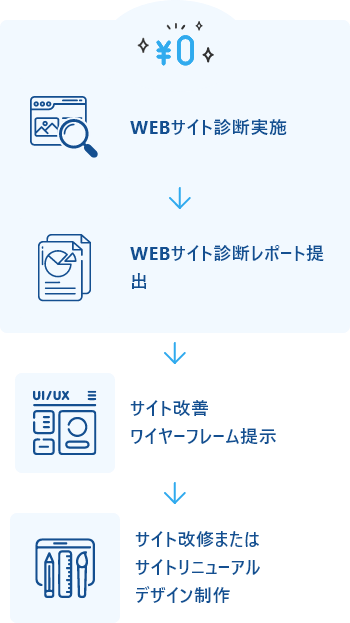 ¥0
WEBサイト診断実施
WEBサイト診断レポート提
出
UI/UX
サイト改善
ワイヤーフレーム提示
サイト改修または
サイトリニューアル
デザイン制作